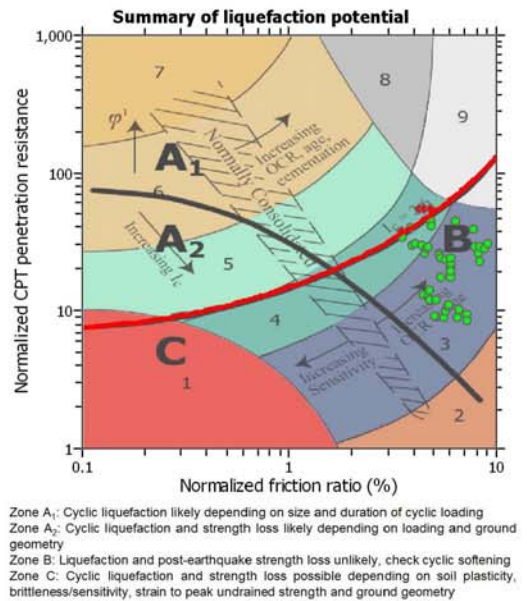 Summary of liquefaction potential
Normalized CPT penetration resistance
1,000
100
10
1
7
8
9
φ'
A1
Increasing
OCR, age,
cementation
Normally Consolidated
6
A2
Increasing Ic
5
B
4
C
1
Increasing
Sensitivity
3
2
0.1
1
10
Normalized friction ratio (%)
Zone A1: Cyclic liquefaction likely depending on size and duration of cyclic loading
Zone A2: Cyclic liquefaction and strength loss likely depending on loading and ground
geometry
Zone B: Liquefaction and post-earthquake strength loss unlikely, check cyclic softening
Zone C: Cyclic liquefaction and strength loss possible depending on soil plasticity,
brittleness/sensitivity, strain to peak undrained strength and ground geometry